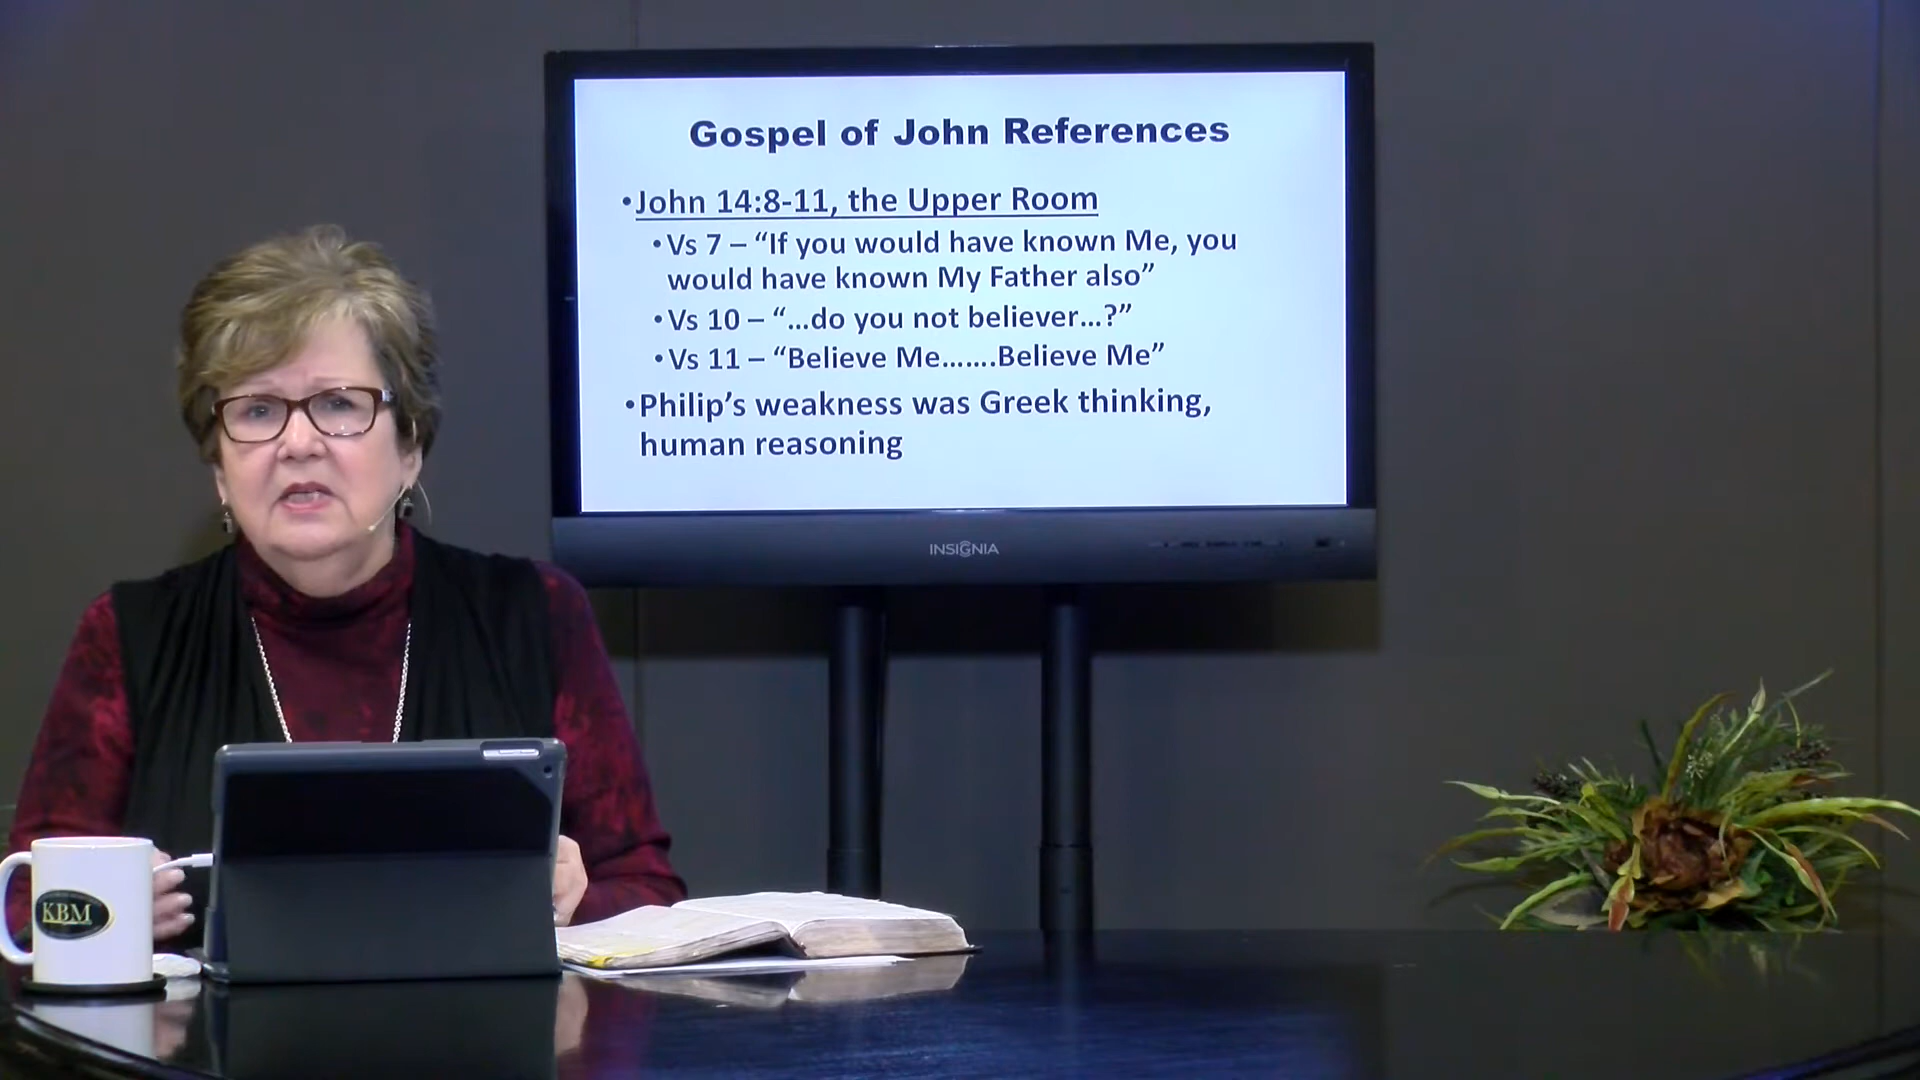 Gospel of John References
•John 14:8-11, the Upper Room
•Vs 7 – “If you would have known Me, you
would have known My Father also”
•Vs 10 – “…do you not believer…?”
•Vs 11 – “Believe Me…….Believe Me”
•Philip’s weakness was Greek thinking,
human reasoning
INSIGNIA
KBM